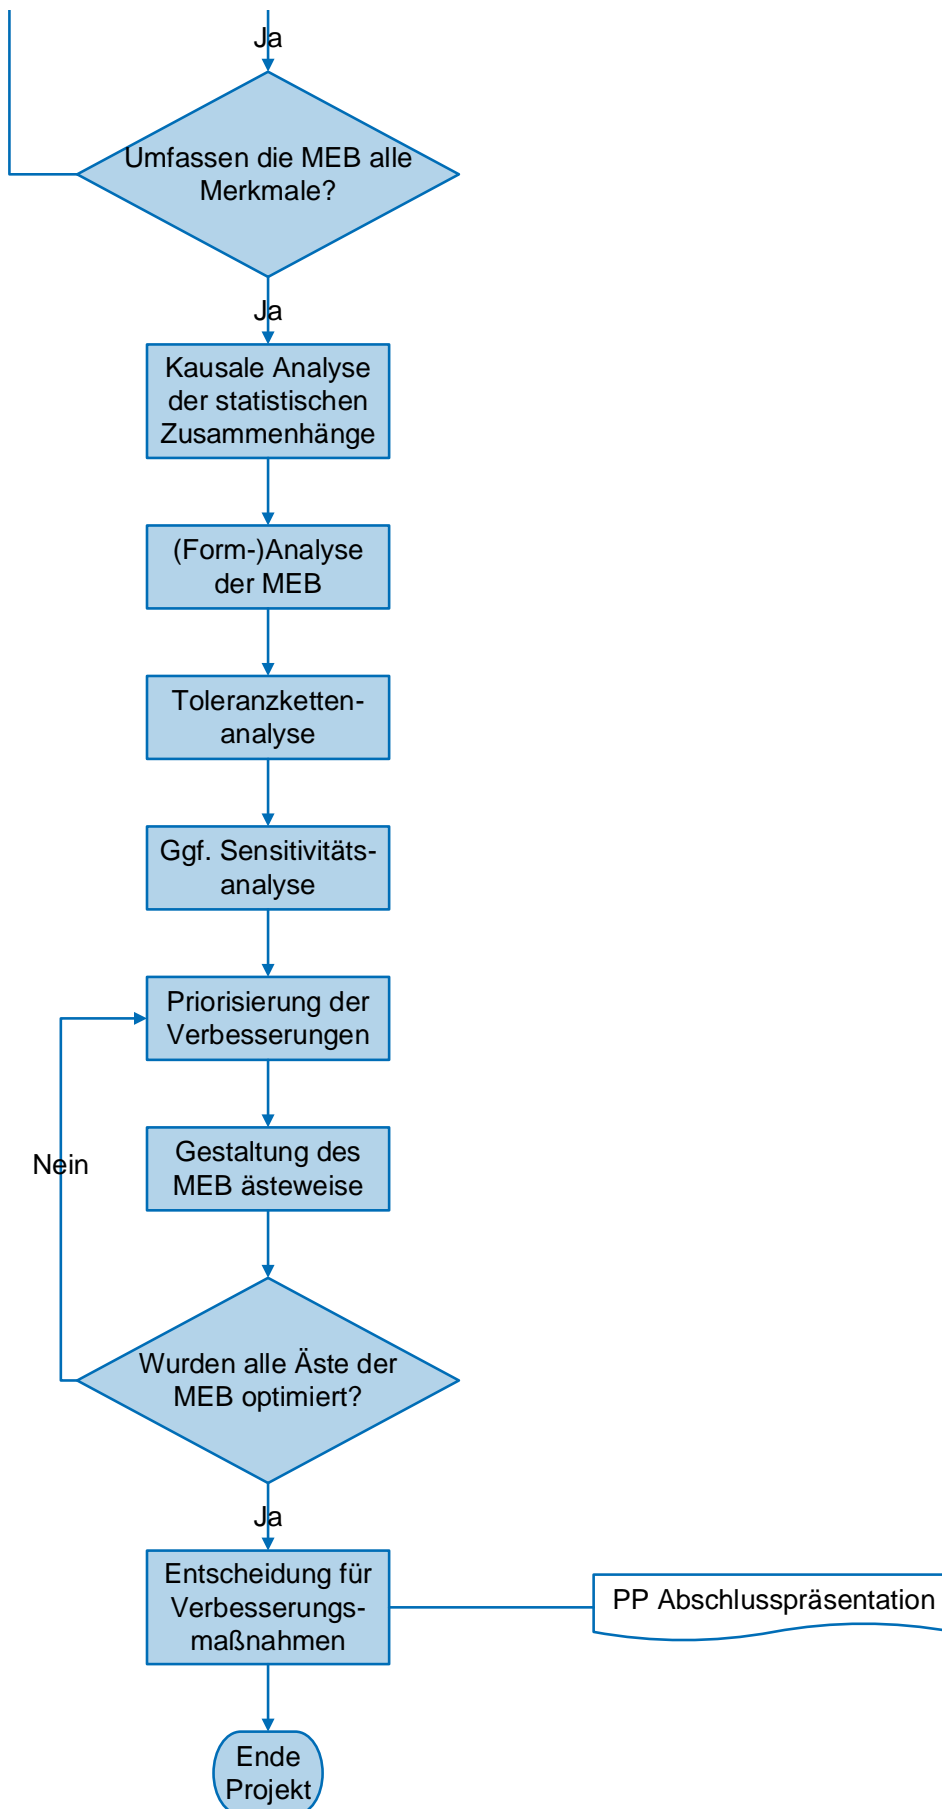 Ja
Umfassen die MEB alle
Merkmale?
Ja
Kausale Analyse
der statistischen
Zusammenhänge
(Form-)Analyse
der MEB
Toleranzketten-
analyse
Ggf. Sensitivitäts-
analyse
Priorisierung der
Verbesserungen
Nein
Gestaltung des
MEB ästeweise
Wurden alle Äste der
MEB optimiert?
Ja
Entscheidung für
Verbesserungs-
maßnahmen
PP Abschlusspräsentation
Ende
Projekt